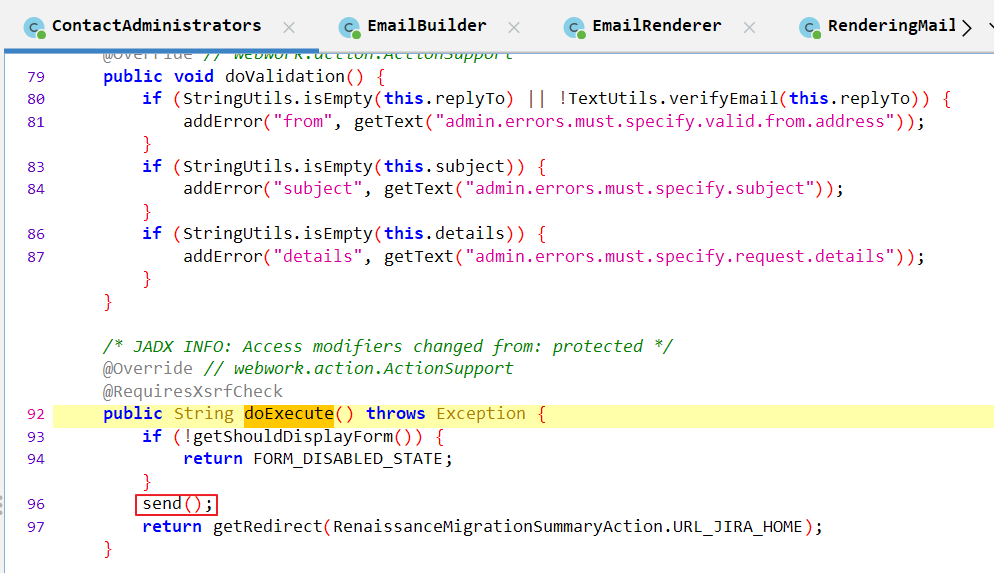 ContactAdministrators EmailBuilder EmailRenderer RenderingMail
@Override // webwork.action.ActionSupport
79 public void doValidation() {
80 if (StringUtils.isEmpty(this.replyTo) || !TextUtils.verifyEmail(this.replyTo)) {
81 addError("from", getText("admin.errors.must.specify.valid.from.address"));
}
83 if (StringUtils.isEmpty(this.subject)) {
84 addError("subject", getText("admin.errors.must.specify.subject"));
}
86 if (StringUtils.isEmpty(this.details)) {
87 addError("details", getText("admin.errors.must.specify.request.details"));
}
}
/* JADX INFO: Access modifiers changed from: protected */
@Override // webwork.action.ActionSupport
@RequiresXsrfCheck
92 public String doExecute() throws Exception {
93 if (!getShouldDisplayForm()) {
94 return FORM_DISABLED_STATE;
}
96 send();
97 return getRedirect(RenaissanceMigrationSummaryAction.URL_JIRA_HOME);
}